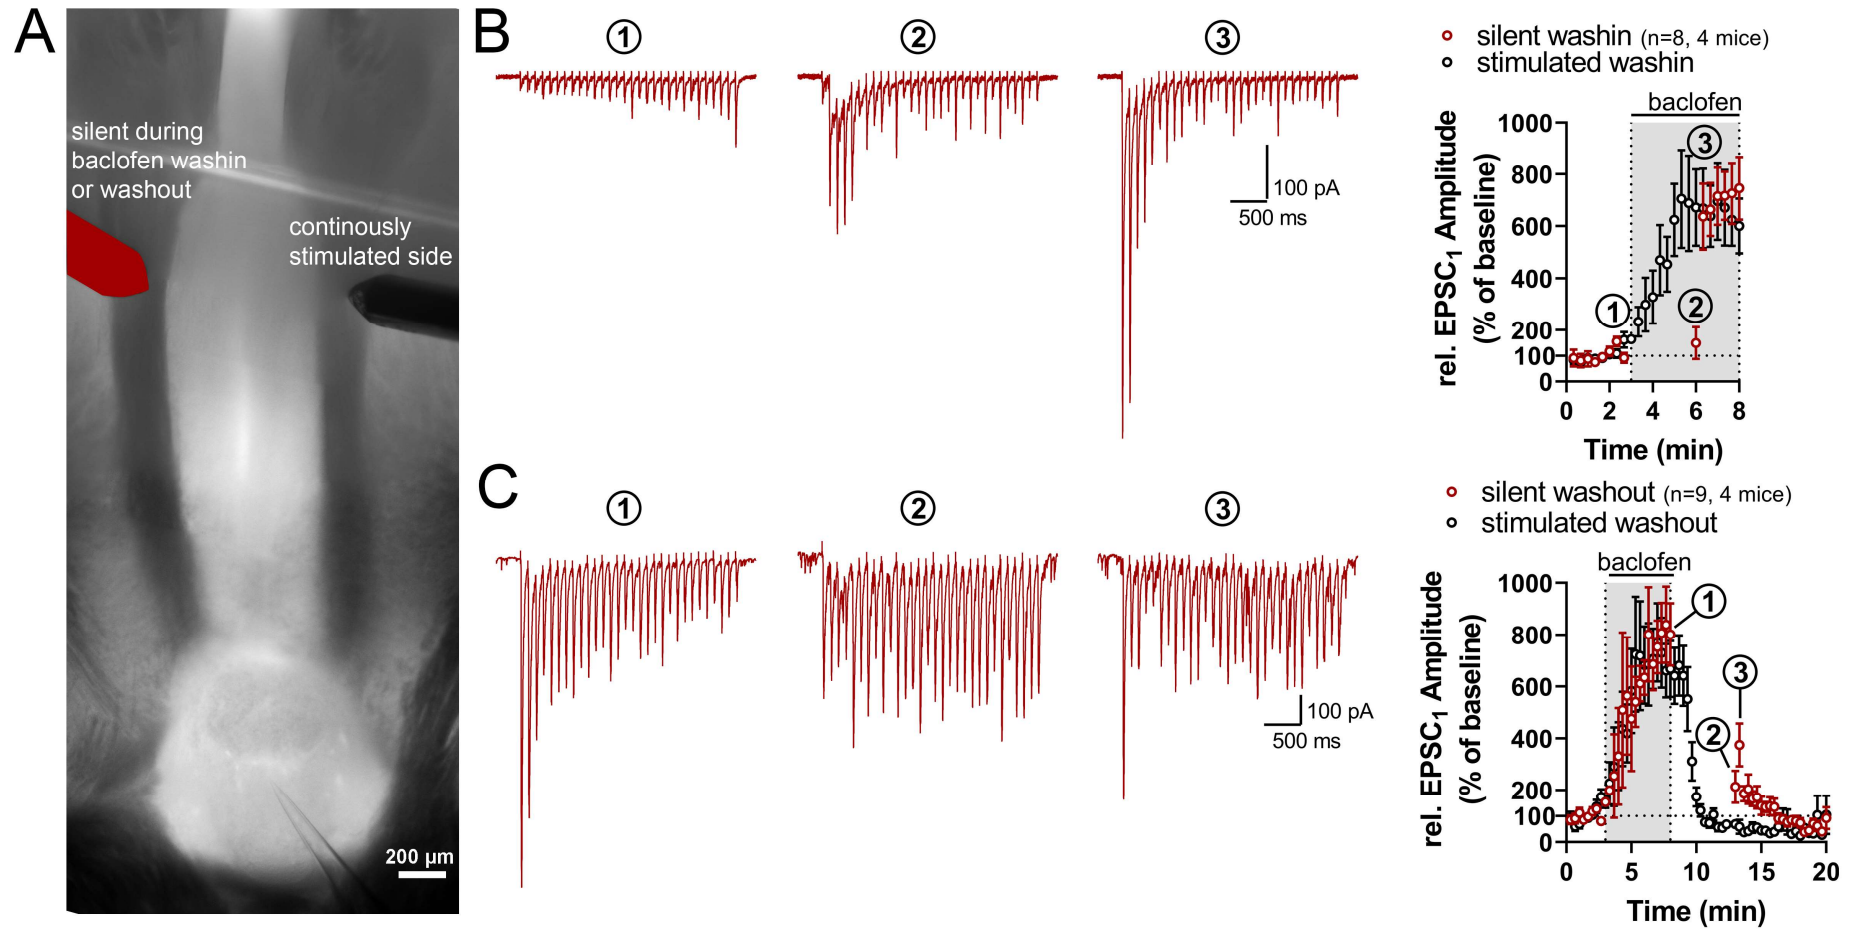 A
silent during
baclofen washin
or washout
continously
stimulated side
200 µm
B
1
2
3
100 pA
500 ms
silent washin (n=8, 4 mice)
stimulated washin
baclofen
rel. EPSC1 Amplitude
(% of baseline)
1000
800
600
400
200
100
0
0 2 4 6 8
Time (min)
1
2
3
C
1
2
3
100 pA
500 ms
silent washout (n=9, 4 mice)
stimulated washout
baclofen
rel. EPSC1 Amplitude
(% of baseline)
1000
800
600
400
200
100
0
0 5 10 15 20
Time (min)
1
3
2